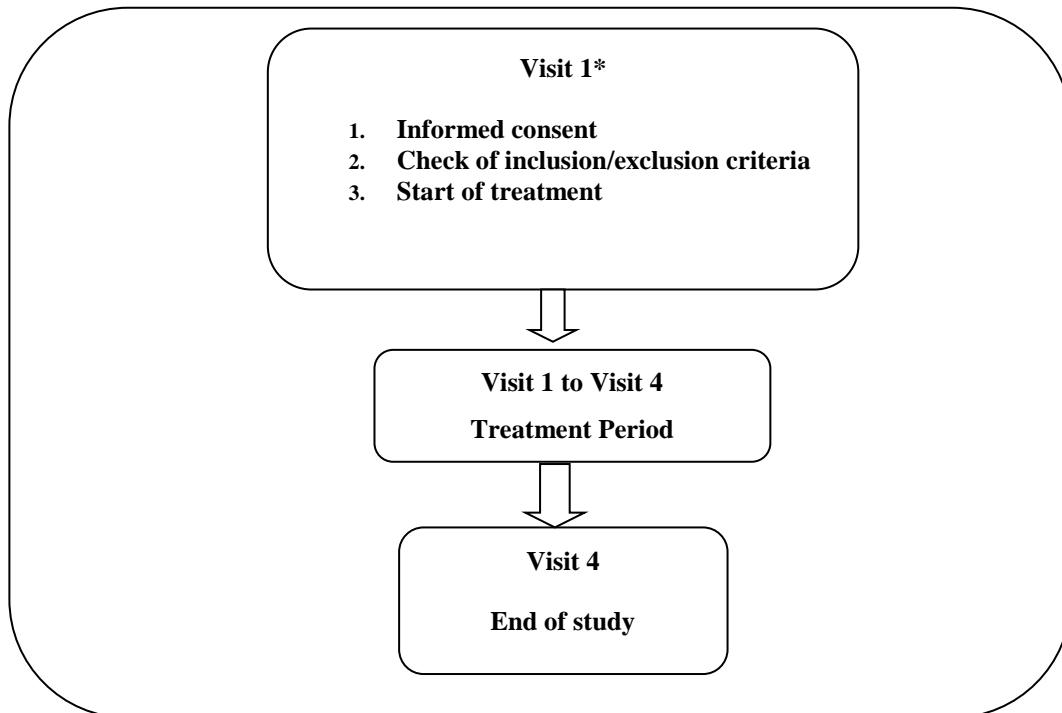 Visit 1*
1. Informed consent
2. Check of inclusion/exclusion criteria
3. Start of treatment
Visit 1 to Visit 4
Treatment Period
Visit 4
End of study